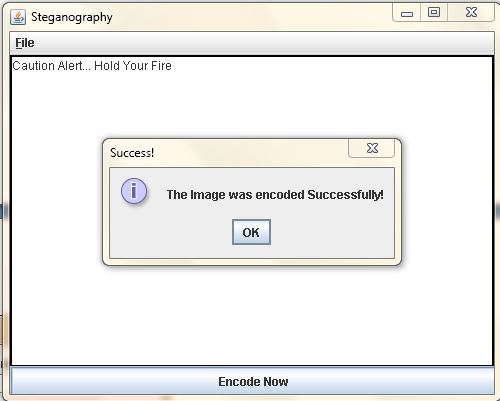 Steganography
File
Caution Alert... Hold Your Fire
Success!
The Image was encoded Successfully!
OK
Encode Now